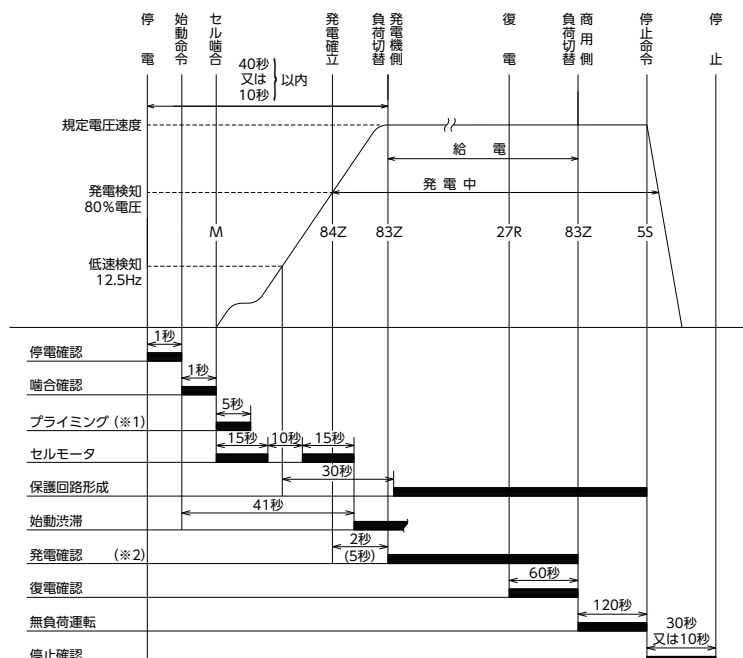 停電
始動命令
セル噛合
発電確立
発電機側
負荷切替
復電
商用側
負荷切替
停止命令
停止
40秒
又は
10秒
以内
規定電圧速度
給 電
発電検知
80%電圧
発電中
M
84Z
83Z
27R
83Z
5S
低速検知
12.5Hz
1秒
停電確認
1秒
噛合確認
5秒
プライミング (※1)
15秒
10秒
15秒
セルモータ
30秒
保護回路形成
41秒
始動渋滞
2秒
発電確認 (※2)
(5秒)
60秒
復電確認
120秒
無負荷運転
30秒
又は10秒
停止確認